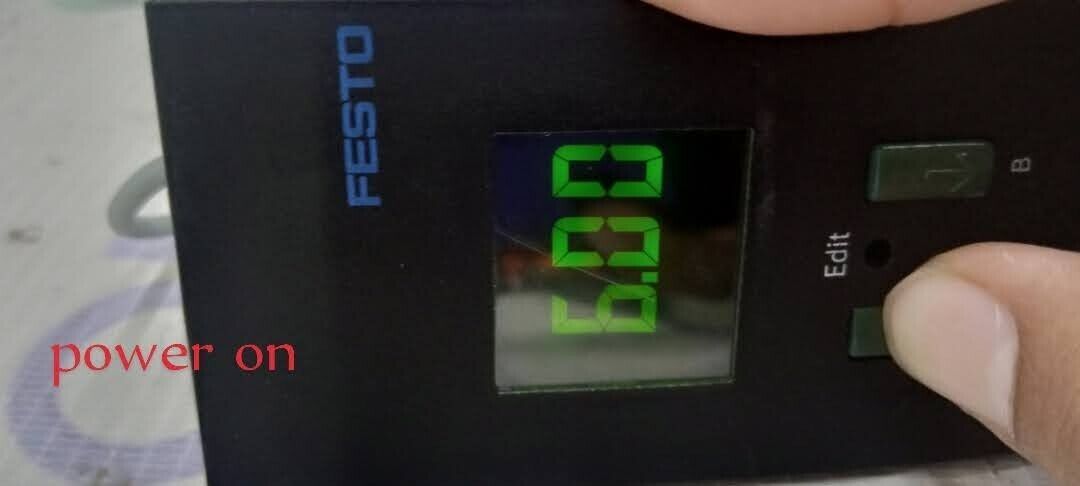 FESTO
6.00
Edit
B
power on